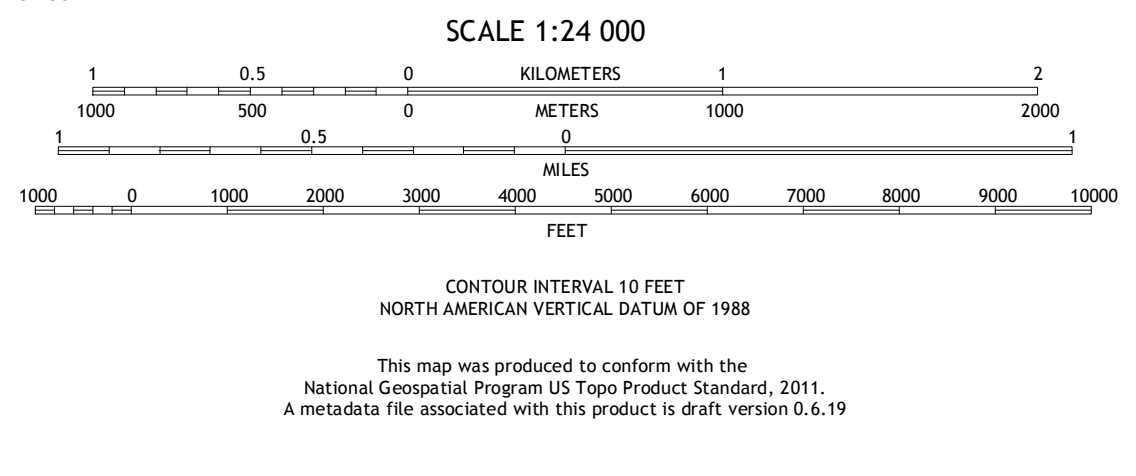 SCALE 1:24 000
1 0.5 0 KILOMETERS 1 2
1000 500 0 METERS 1000 2000
1 0.5 0 1
MILES
1000 0 1000 2000 3000 4000 5000 6000 7000 8000 9000 10000
FEET
CONTOUR INTERVAL 10 FEET
NORTH AMERICAN VERTICAL DATUM OF 1988
This map was produced to conform with the
National Geospatial Program US Topo Product Standard, 2011.
A metadata file associated with this product is draft version 0.6.19